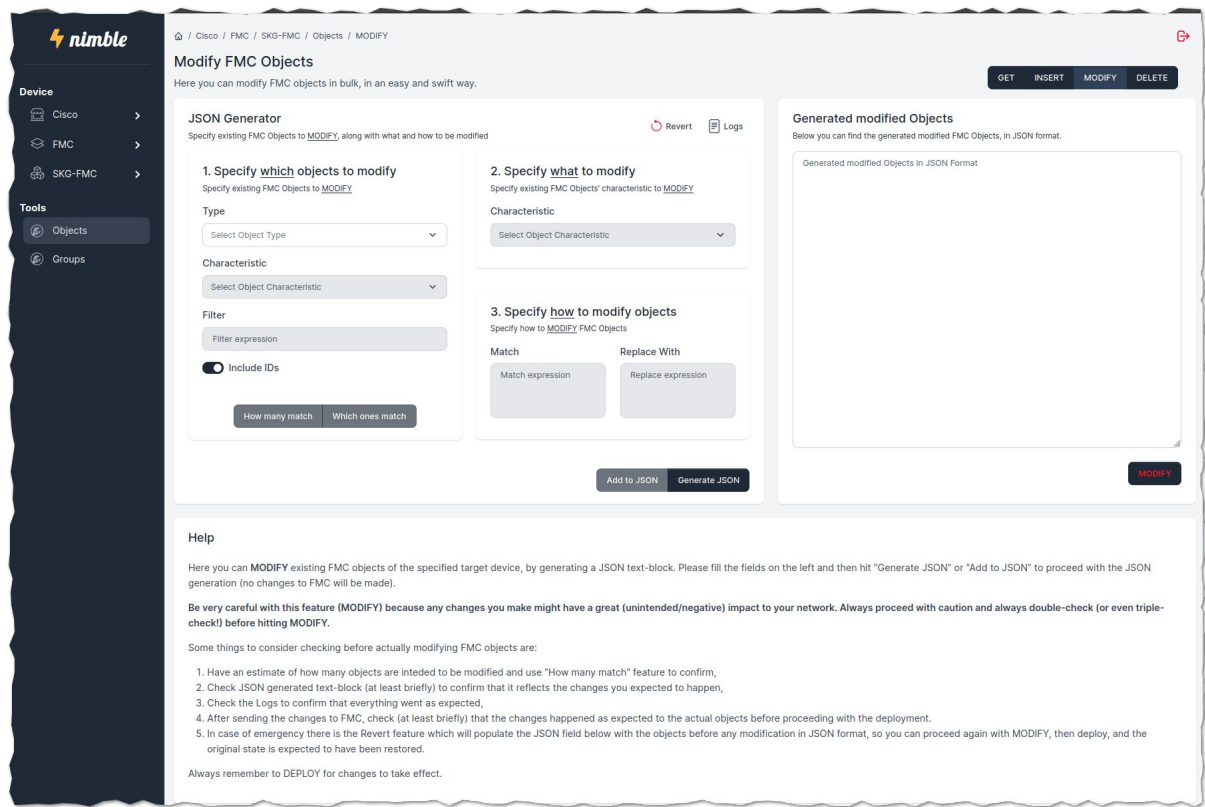 nimble
Device
Cisco
FMC
SKG-FMC
Tools
Objects
Groups
/ Cisco / FMC / SKG-FMC / Objects / MODIFY
Modify FMC Objects
Here you can modify FMC objects in bulk, in an easy and swift way.
GET INSERT MODIFY DELETE
JSON Generator
Specify existing FMC Objects to MODIFY, along with what and how to be modified
Revert Logs
1. Specify which objects to modify
Specify existing FMC Objects to MODIFY
Type
Select Object Type
Characteristic
Select Object Characteristic
Filter
Filter expression
Include IDs
How many match Which ones match
2. Specify what to modify
Specify existing FMC Objects' characteristic to MODIFY
Characteristic
Select Object Characteristic
3. Specify how to modify objects
Specify how to MODIFY FMC Objects
Match Replace With
Match expression Replace expression
Add to JSON Generate JSON
Generated modified Objects
Below you can find the generated modified FMC Objects, in JSON format.
Generated modified Objects in JSON Format
MODIFY
Help
Here you can MODIFY existing FMC objects of the specified target device, by generating a JSON text-block. Please fill the fields on the left and then hit "Generate JSON" or "Add to JSON" to proceed with the JSON
generation (no changes to FMC will be made).
Be very careful with this feature (MODIFY) because any changes you make might have a great (unintended/negative) impact to your network. Always proceed with caution and always double-check (or even triple-
check!) before hitting MODIFY.
Some things to consider checking before actually modifying FMC objects are:
1. Have an estimate of how many objects are inteded to be modified and use "How many match" feature to confirm,
2. Check JSON generated text-block (at least briefly) to confirm that it reflects the changes you expected to happen,
3. Check the Logs to confirm that everything went as expected,
4. After sending the changes to FMC, check (at least briefly) that the changes happened as expected to the actual objects before proceeding with the deployment.
5. In case of emergency there is the Revert feature which will populate the JSON field below with the objects before any modification in JSON format, so you can proceed again with MODIFY, then deploy, and the
original state is expected to have been restored.
Always remember to DEPLOY for changes to take effect.